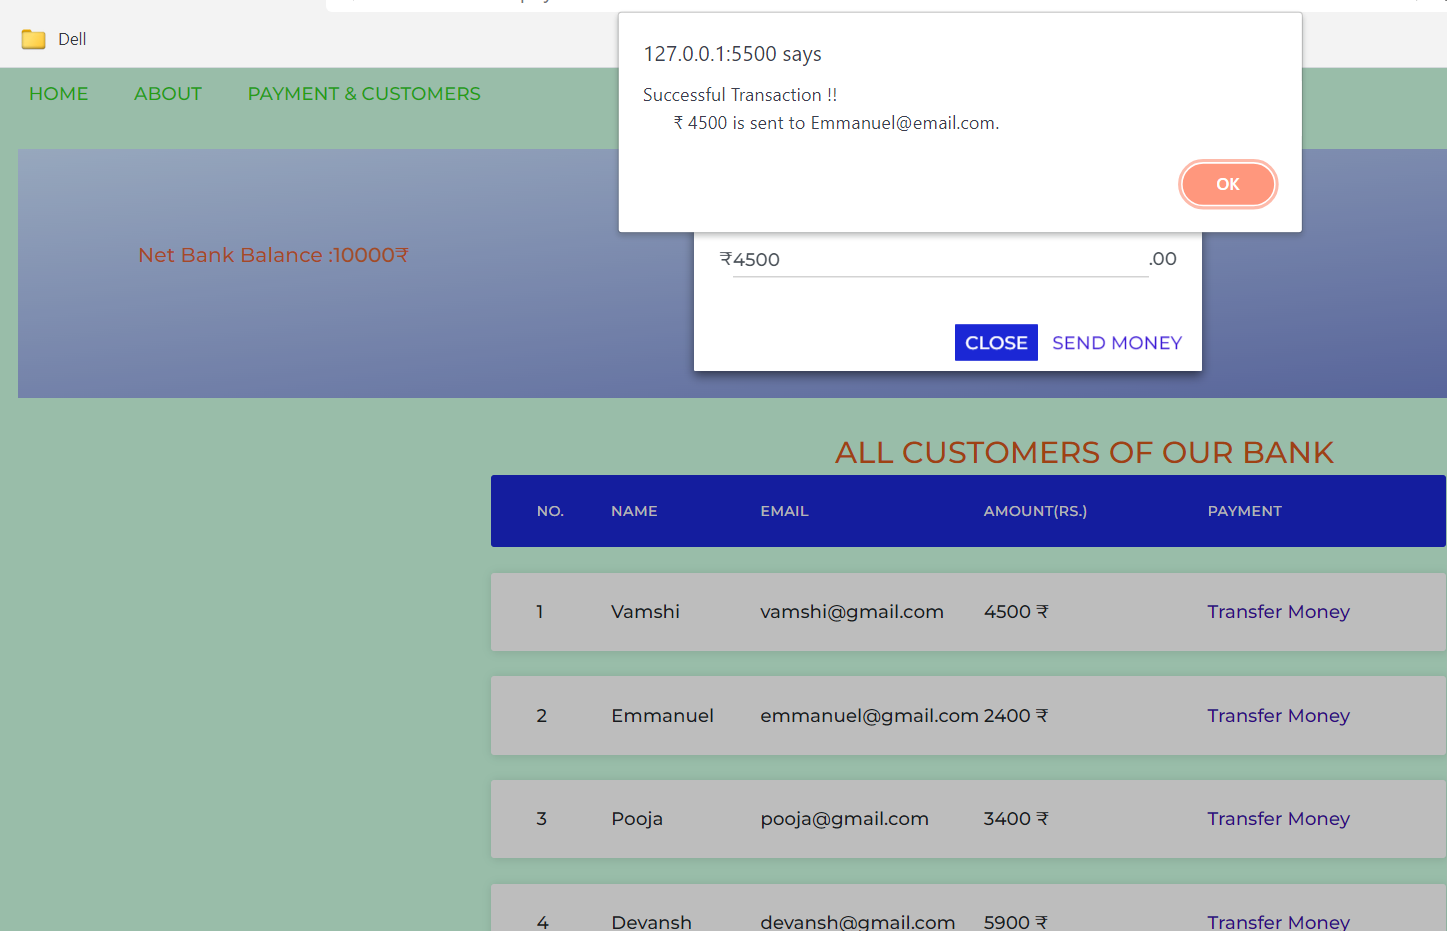 Dell
127.0.0.1:5500 says
Successful Transaction !!
₹ 4500 is sent to Emmanuel@email.com.
OK
HOME ABOUT PAYMENT & CUSTOMERS
Net Bank Balance :10000₹
₹4500 .00
CLOSE SEND MONEY
ALL CUSTOMERS OF OUR BANK
NO. NAME EMAIL AMOUNT(RS.) PAYMENT
1 Vamshi vamshi@gmail.com 4500 ₹ Transfer Money
2 Emmanuel emmanuel@gmail.com 2400 ₹ Transfer Money
3 Pooja pooja@gmail.com 3400 ₹ Transfer Money
4 Devansh devansh@gmail.com 5900 ₹ Transfer Money